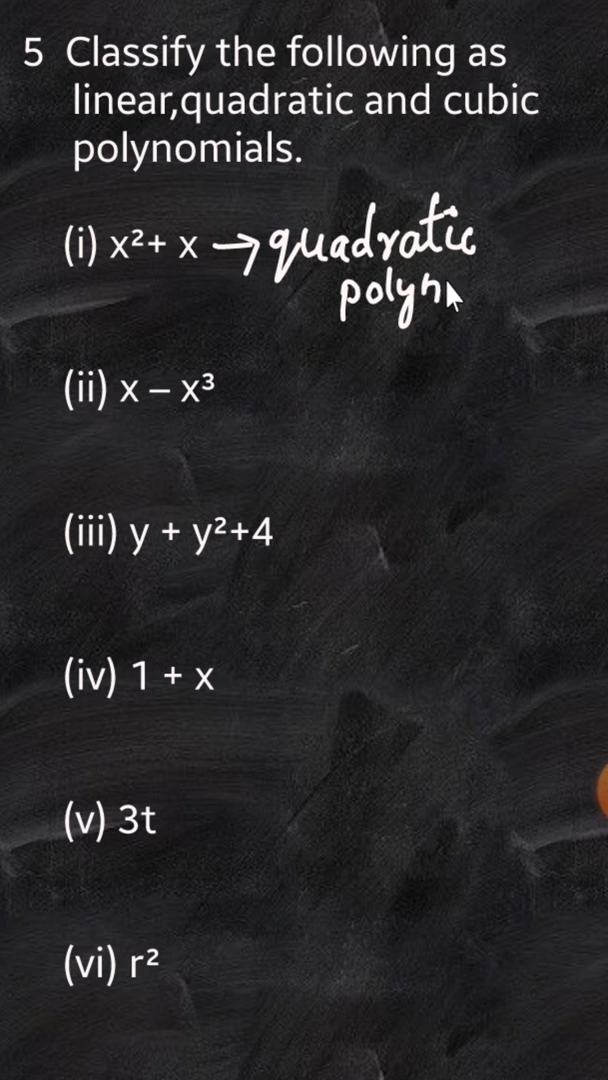 5 Classify the following as
linear,quadratic and cubic
polynomials.
(i) x²+ x → quadratic
polyn
(ii) x – x³
(iii) y + y²+4
(iv) 1 + x
(v) 3t
(vi) r²